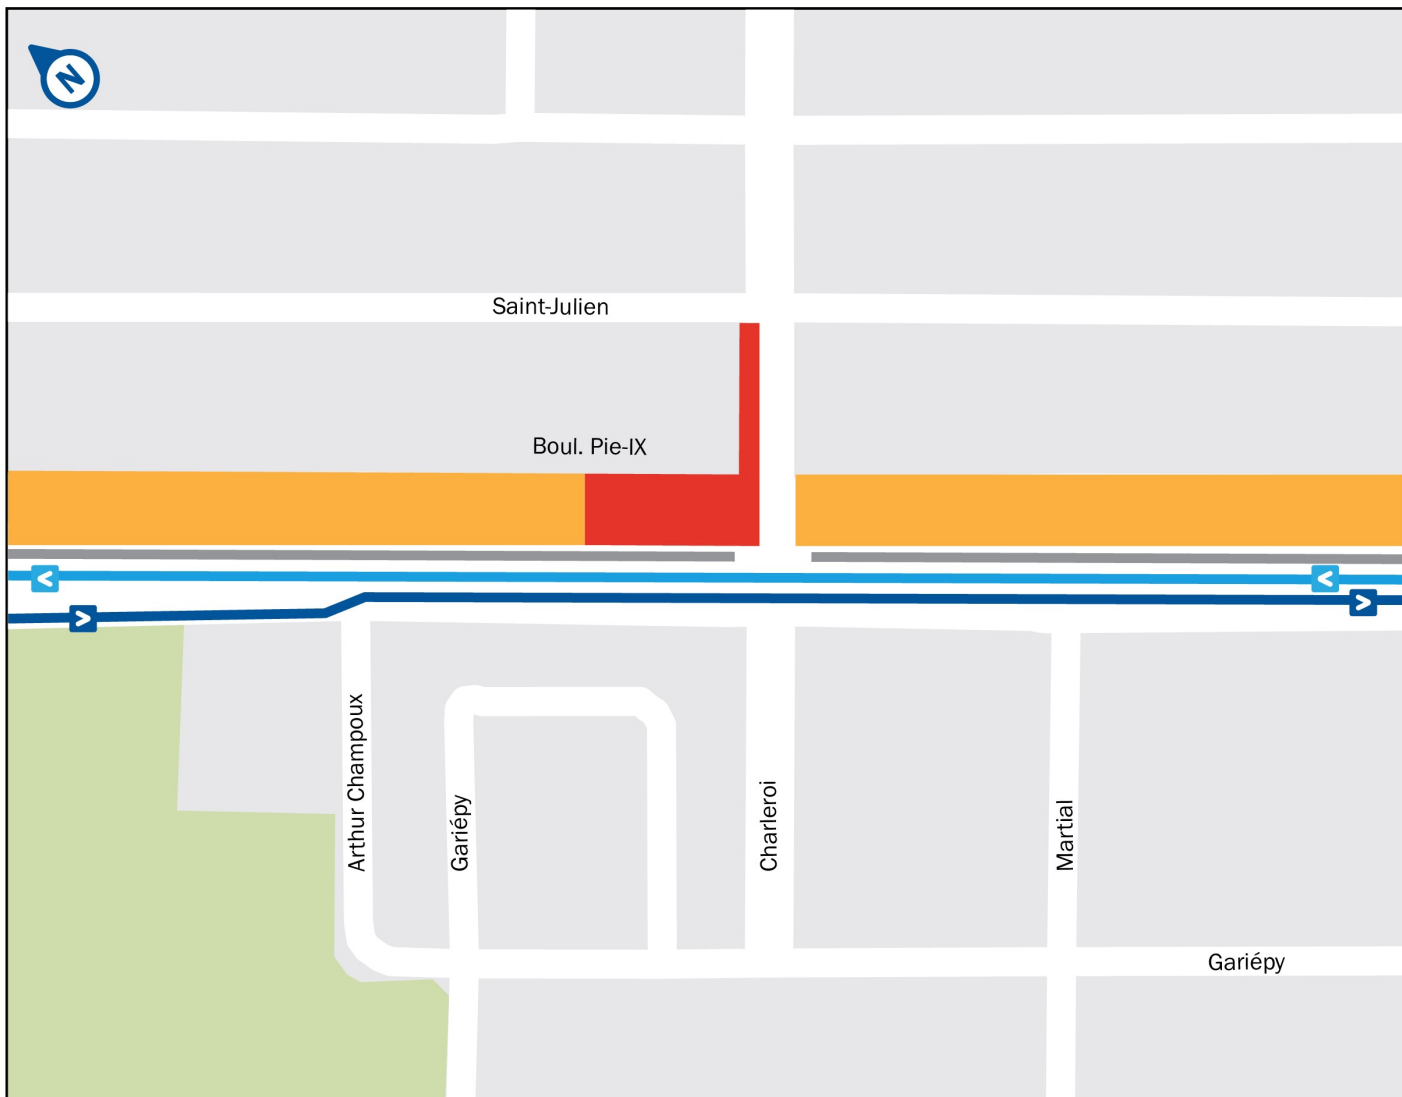 N
Saint-Julien
Boul. Pie-IX
Arthur Champoux
Gariépy
Charleroi
Martial
Gariépy